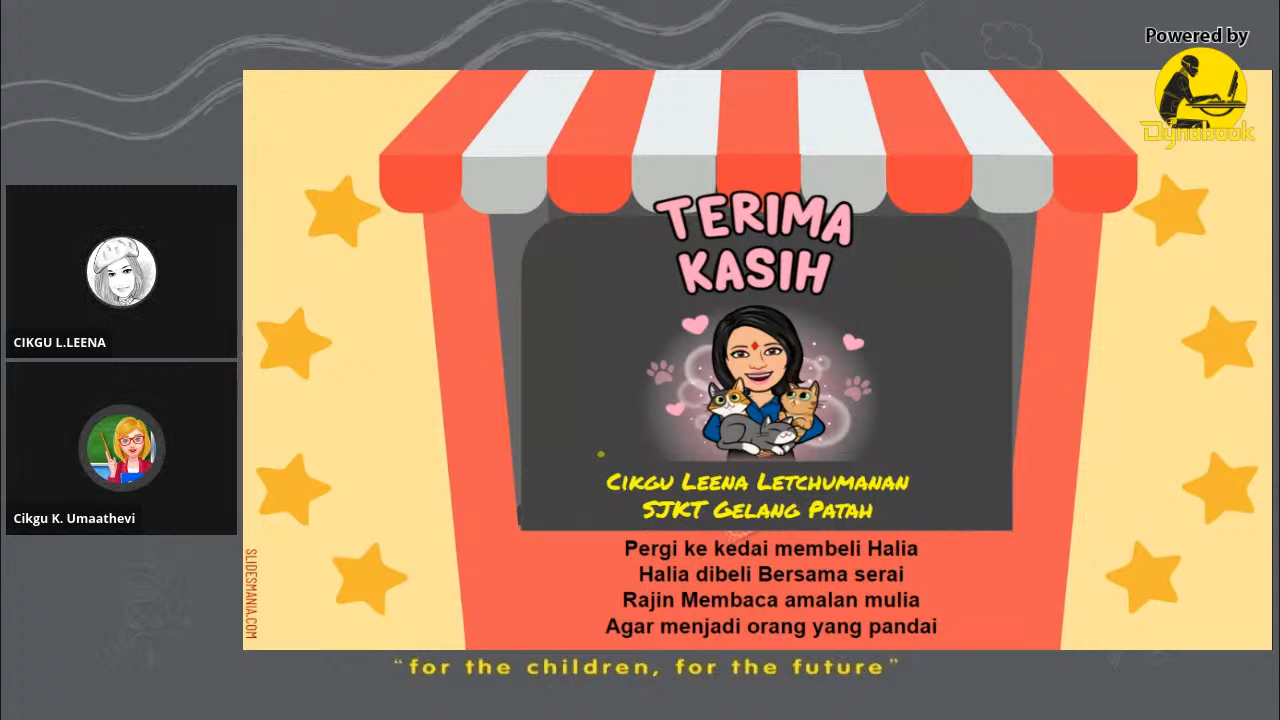 Powered by
Dynabook
TERIMA
KASIH
CIKGU L.LEENA
Cikgu K. Umaathevi
Cikgu Leena Letchumanan
SJKT Gelang Patah
Pergi ke kedai membeli Halia
Halia dibeli Bersama serai
Rajin Membaca amalan mulia
Agar menjadi orang yang pandai
SLIDESMANIA.COM
“for the children, for the future”